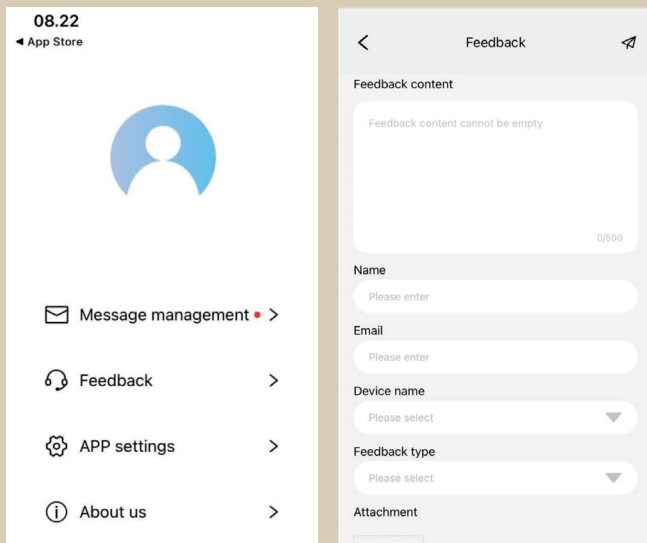 08.22
◀ App Store
Message management
Feedback
APP settings
About us
Feedback
Feedback content
Feedback content cannot be empty
0/500
Name
Please enter
Email
Please enter
Device name
Please select
Feedback type
Please select
Attachment